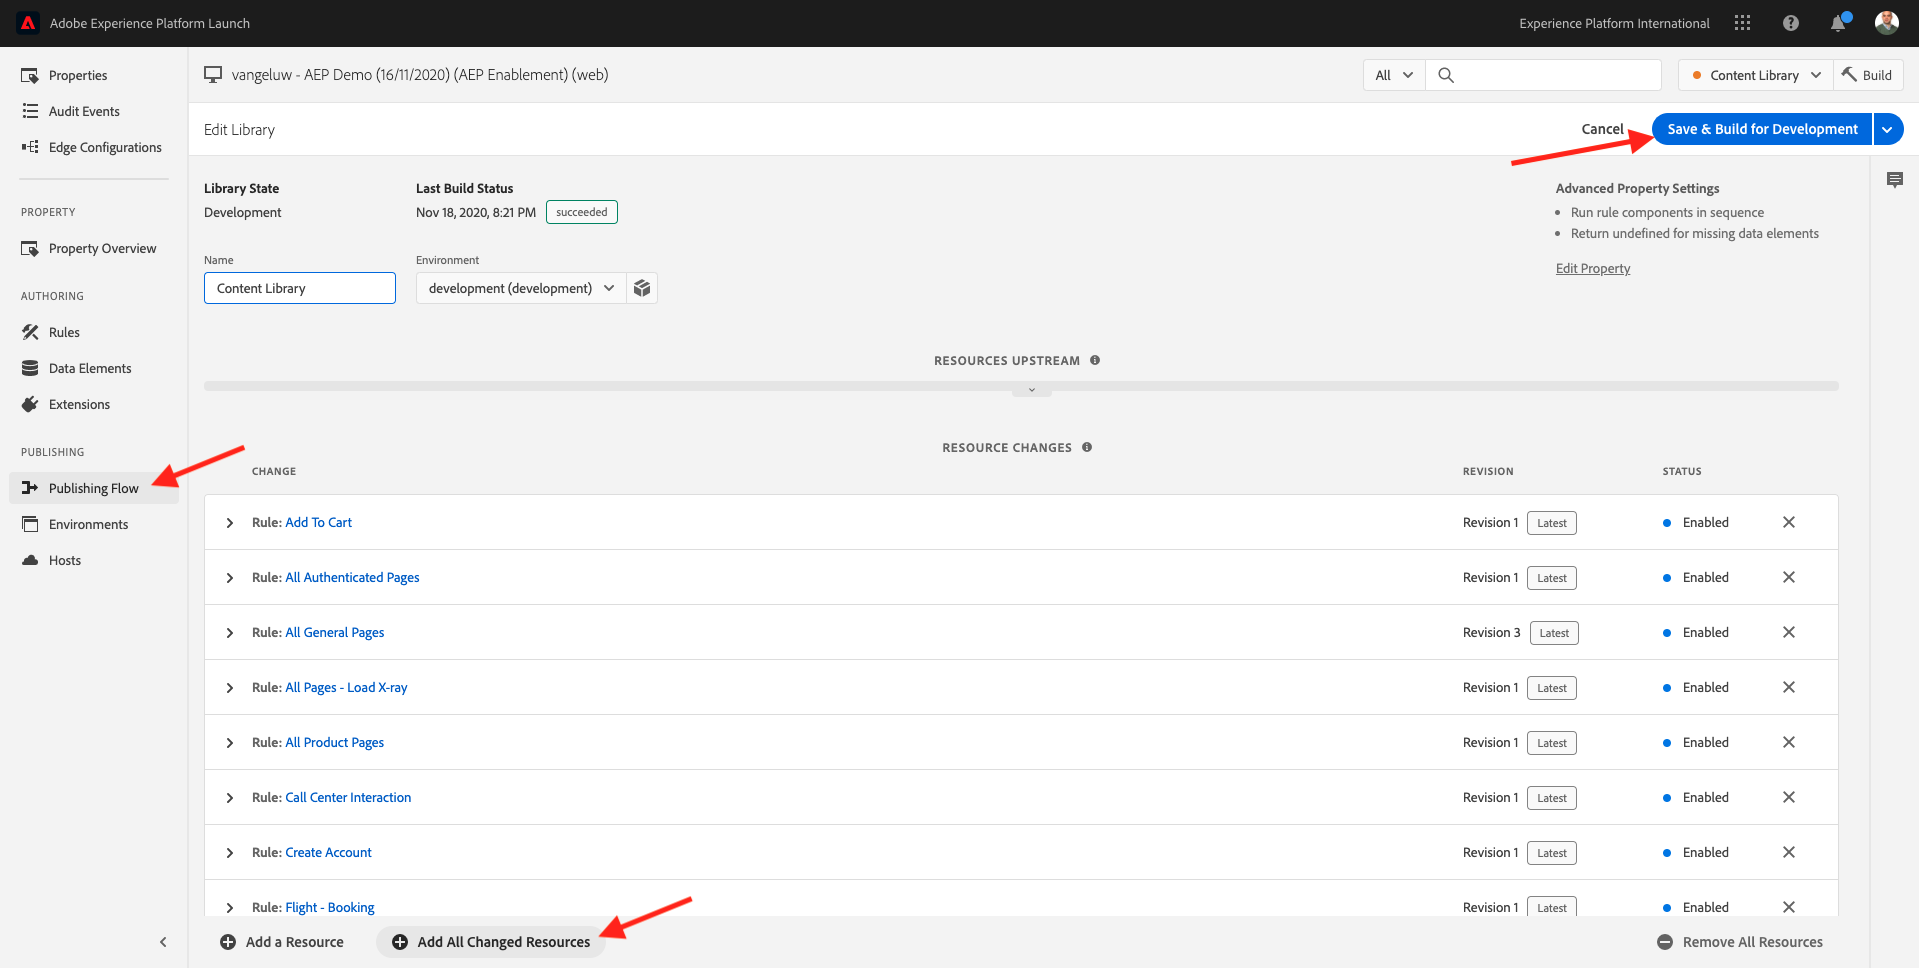 Adobe Experience Platform Launch
Experience Platform International
Properties
Audit Events
Edge Configurations
PROPERTY
Property Overview
AUTHORING
Rules
Data Elements
Extensions
PUBLISHING
Publishing Flow
Environments
Hosts
vangeluw - AEP Demo (16/11/2020) (AEP Enablement) (web)
All
Content Library
Build
Edit Library
Cancel
Save & Build for Development
Library State
Development
Last Build Status
Nov 18, 2020, 8:21 PM succeeded
Advanced Property Settings
Run rule components in sequence
Return undefined for missing data elements
Edit Property
Name
Content Library
Environment
development (development)
RESOURCES UPSTREAM
RESOURCE CHANGES
CHANGE REVISION STATUS
Rule: Add To Cart Revision 1 Latest Enabled
Rule: All Authenticated Pages Revision 1 Latest Enabled
Rule: All General Pages Revision 3 Latest Enabled
Rule: All Pages - Load X-ray Revision 1 Latest Enabled
Rule: All Product Pages Revision 1 Latest Enabled
Rule: Call Center Interaction Revision 1 Latest Enabled
Rule: Create Account Revision 1 Latest Enabled
Rule: Flight - Booking Revision 1 Latest Enabled
Add a Resource
Add All Changed Resources
Remove All Resources